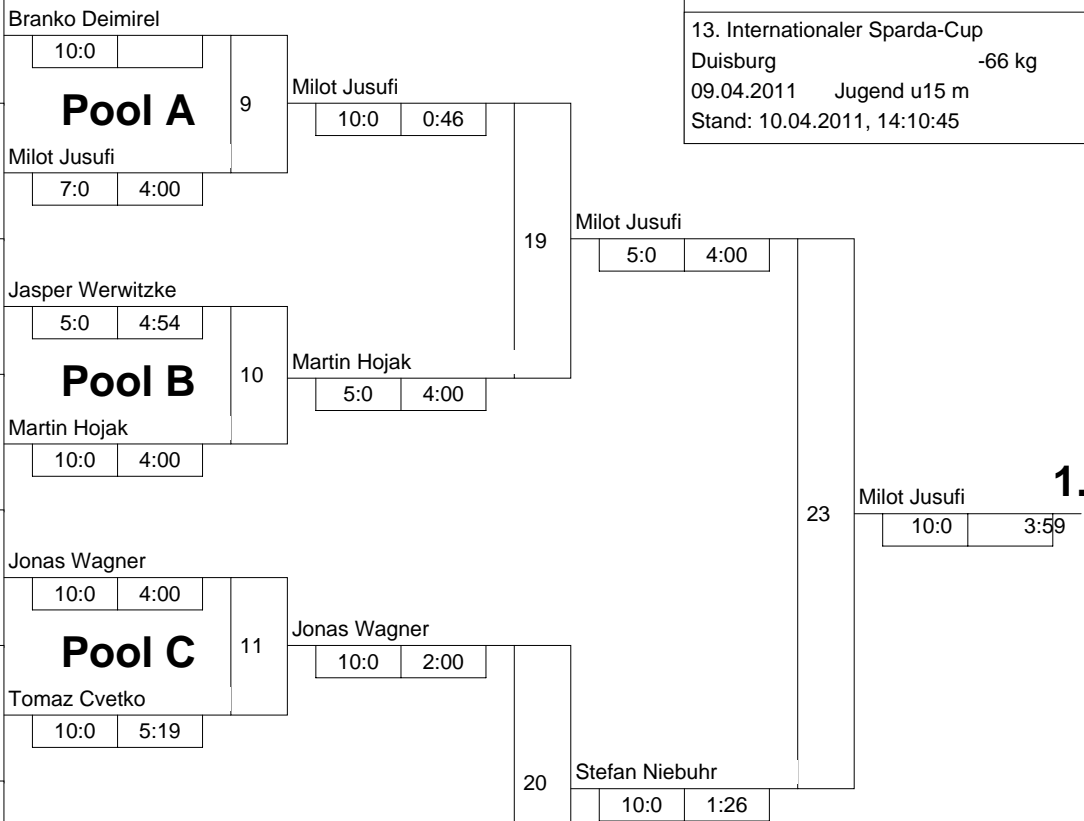 Branko Deimirel
10:0
Pool A
9
Milot Jusufi
7:0 4:00
Milot Jusufi
10:0 0:46
13. Internationaler Sparda-Cup
Duisburg -66 kg
09.04.2011 Jugend u15 m
Stand: 10.04.2011, 14:10:45
19
Milot Jusufi
5:0 4:00
Jasper Werwitzke
5:0 4:54
Pool B
10
Martin Hojak
10:0 4:00
Martin Hojak
5:0 4:00
23
Milot Jusufi 1.
10:0 3:59
Jonas Wagner
10:0 4:00
Pool C
11
Tomaz Cvetko
10:0 5:19
Jonas Wagner
10:0 2:00
20
Stefan Niebuhr
10:0 1:26